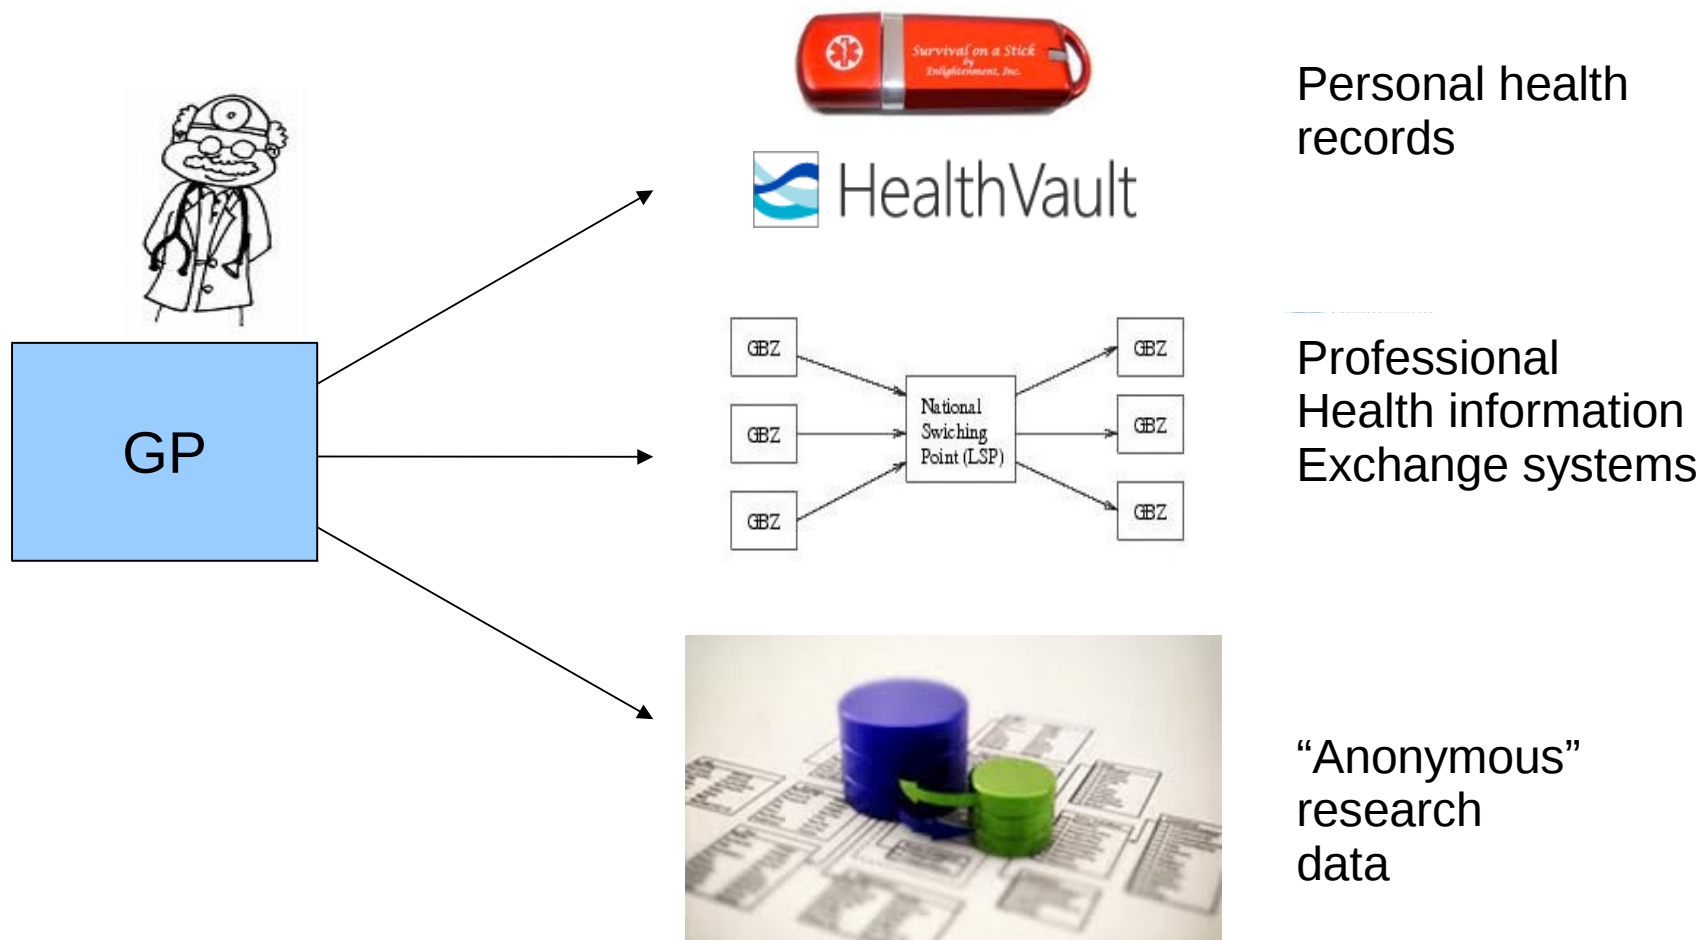 Survival on a Stick
by
Enlightenment, Inc.
Personal health
records
HealthVault
GP
GBZ
GBZ
GBZ
National
Swiching
Point (LSP)
GBZ
GBZ
GBZ
Professional
Health information
Exchange systems
“Anonymous”
research
data